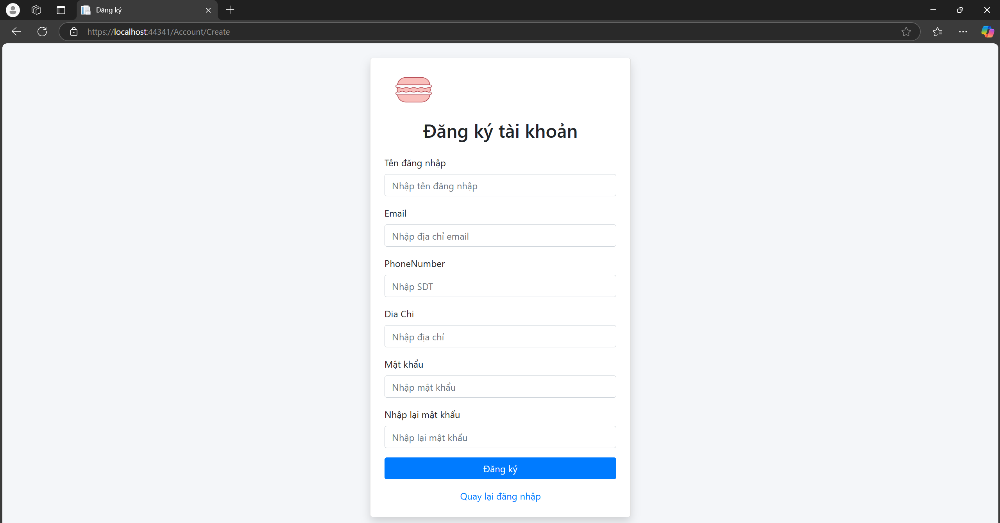 Đăng ký
https://localhost:44341/Account/Create
Đăng ký tài khoản
Tên đăng nhập
Nhập tên đăng nhập
Email
Nhập địa chỉ email
PhoneNumber
Nhập SDT
Dia Chi
Nhập địa chỉ
Mật khẩu
Nhập mật khẩu
Nhập lại mật khẩu
Nhập lại mật khẩu
Đăng ký
Quay lại đăng nhập